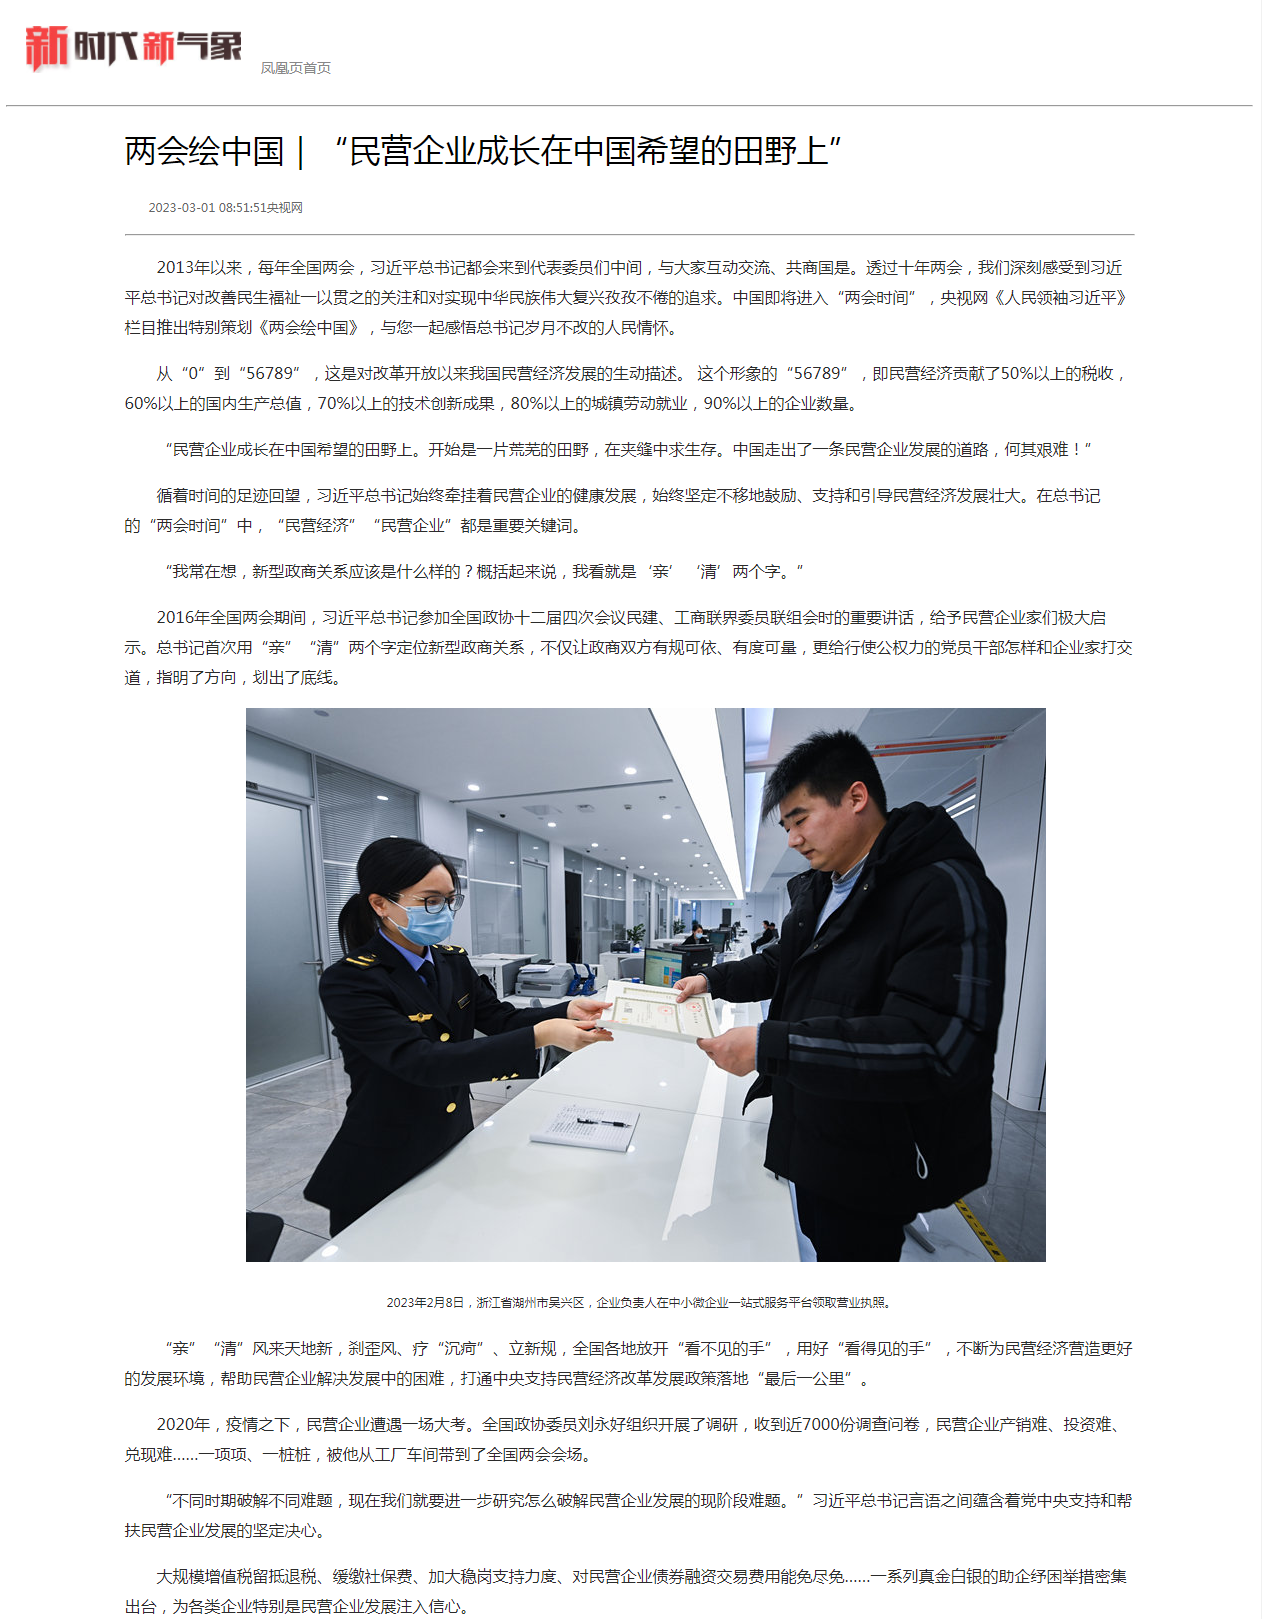 新时代新气象
凤凰页首页
两会绘中国｜“民营企业成长在中国希望的田野上”
2023-03-01 08:51:51央视网
2013年以来，每年全国两会，习近平总书记都会来到代表委员们中间，与大家互动交流、共商国是。透过十年两会，我们深刻感受到习近
平总书记对改善民生福祉一以贯之的关注和对实现中华民族伟大复兴孜孜不倦的追求。中国即将进入“两会时间”，央视网《人民领袖习近平》
栏目推出特别策划《两会绘中国》，与您一起感悟总书记岁月不改的人民情怀。
从“0”到“56789”，这是对改革开放以来我国民营经济发展的生动描述。 这个形象的“56789”，即民营经济贡献了50%以上的税收，
60%以上的国内生产总值，70%以上的技术创新成果，80%以上的城镇劳动就业，90%以上的企业数量。
“民营企业成长在中国希望的田野上。开始是一片荒芜的田野，在夹缝中求生存。中国走出了一条民营企业发展的道路，何其艰难！”
循着时间的足迹回望，习近平总书记始终牵挂着民营企业的健康发展，始终坚定不移地鼓励、支持和引导民营经济发展壮大。在总书记
的“两会时间”中，“民营经济”“民营企业”都是重要关键词。
“我常在想，新型政商关系应该是什么样的？概括起来说，我看就是‘亲’‘清’两个字。”
2016年全国两会期间，习近平总书记参加全国政协十二届四次会议民建、工商联界委员联组会时的重要讲话，给予民营企业家们极大启
示。总书记首次用“亲”“清”两个字定位新型政商关系，不仅让政商双方有规可依、有度可量，更给行使公权力的党员干部怎样和企业家打交
道，指明了方向，划出了底线。
2023年2月8日，浙江省湖州市吴兴区，企业负责人在中小微企业一站式服务平台领取营业执照。
“亲”“清”风来天地新，刹歪风、疗“沉疴”、立新规，全国各地放开“看不见的手”，用好“看得见的手”，不断为民营经济营造更好
的发展环境，帮助民营企业解决发展中的困难，打通中央支持民营经济改革发展政策落地“最后一公里”。
2020年，疫情之下，民营企业遭遇一场大考。全国政协委员刘永好组织开展了调研，收到近7000份调查问卷，民营企业产销难、投资难、
兑现难……一项项、一桩桩，被他从工厂车间带到了全国两会会场。
“不同时期破解不同难题，现在我们就要进一步研究怎么破解民营企业发展的现阶段难题。”习近平总书记言语之间蕴含着党中央支持和帮
扶民营企业发展的坚定决心。
大规模增值税留抵退税、缓缴社保费、加大稳岗支持力度、对民营企业债券融资交易费用能免尽免……一系列真金白银的助企纾困举措密集
出台，为各类企业特别是民营企业发展注入信心。